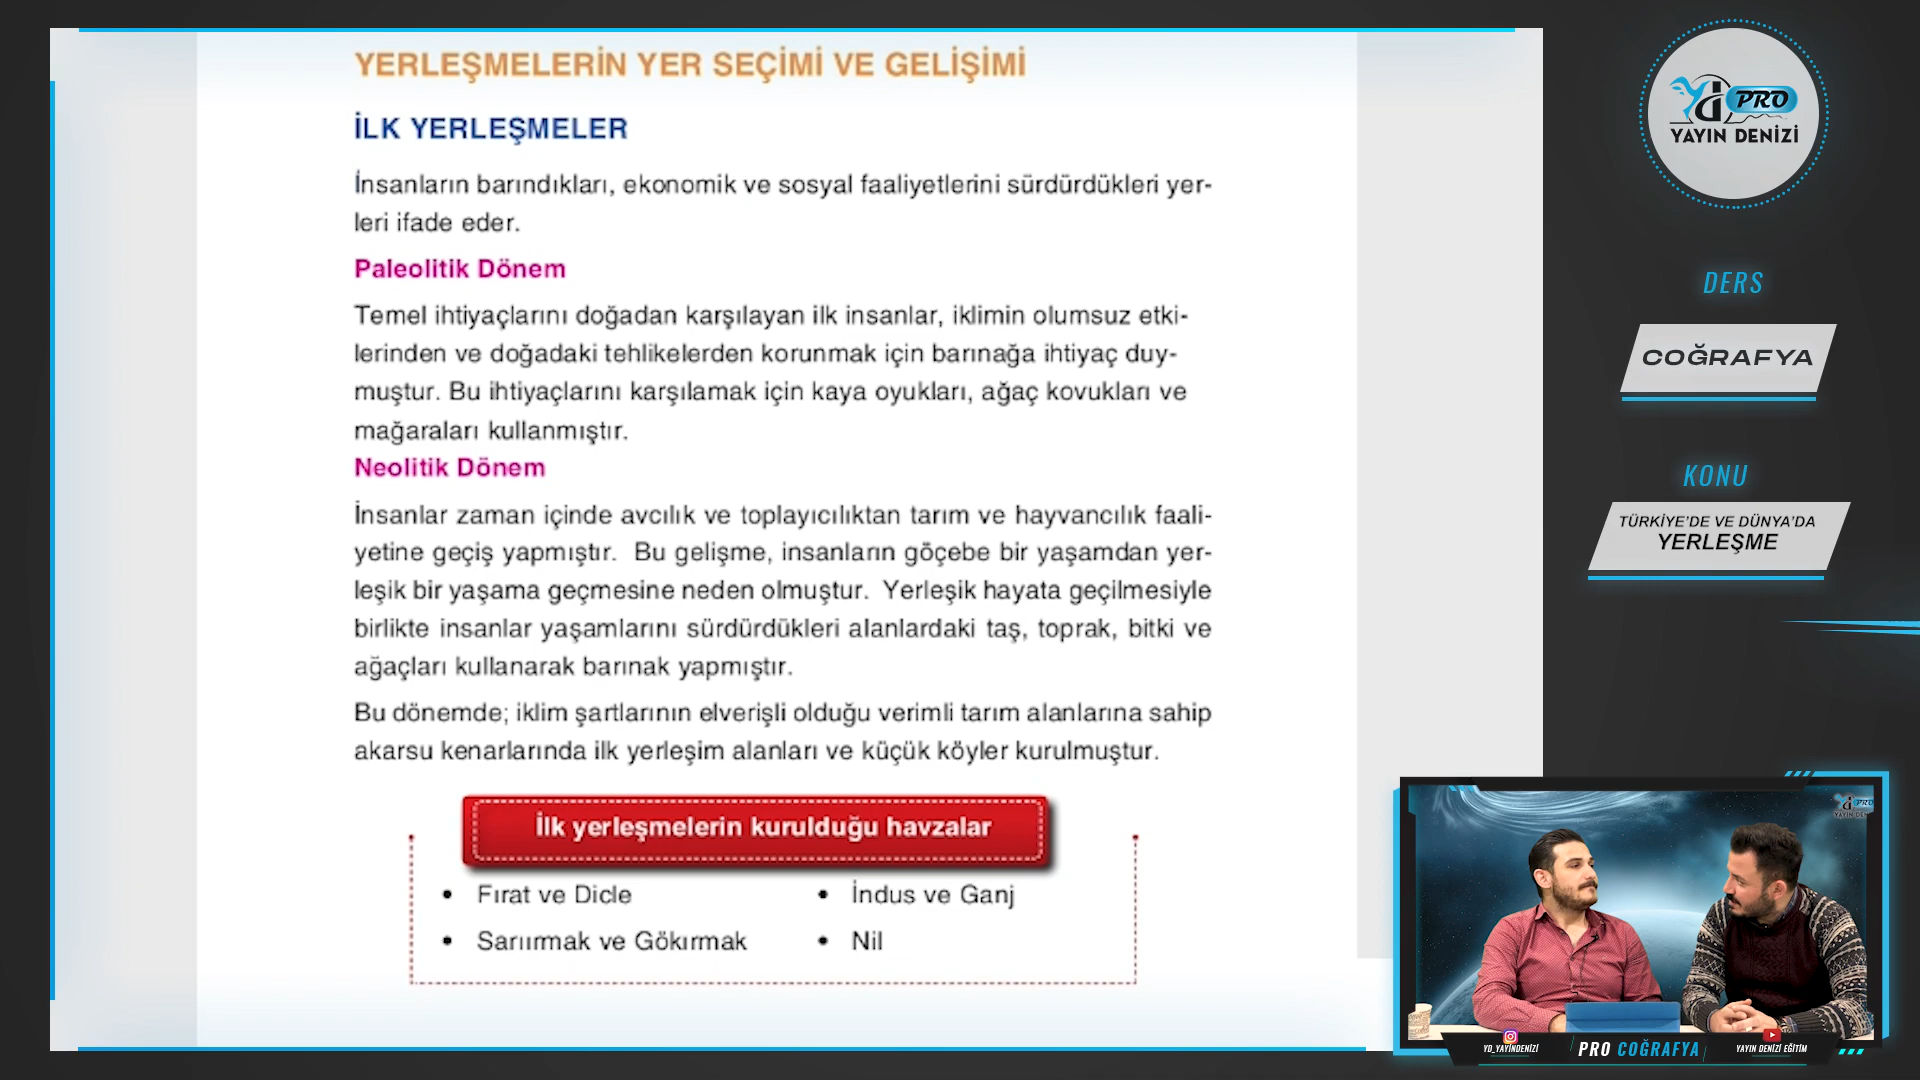 YERLEŞMELERİN YER SEÇİMİ VE GELİŞİMİ
İLK YERLEŞMELER
İnsanların barındıkları, ekonomik ve sosyal faaliyetlerini sürdürdükleri yer-
leri ifade eder.
Paleolitik Dönem
Temel ihtiyaçlarını doğadan karşılayan ilk insanlar, iklimin olumsuz etki-
lerinden ve doğadaki tehlikelerden korunmak için barınağa ihtiyaç duy-
muştur. Bu ihtiyaçlarını karşılamak için kaya oyukları, ağaç kovukları ve
mağaraları kullanmıştır.
Neolitik Dönem
İnsanlar zaman içinde avcılık ve toplayıcılıktan tarım ve hayvancılık faali-
yetine geçiş yapmıştır. Bu gelişme, insanların göçebe bir yaşamdan yer-
leşik bir yaşama geçmesine neden olmuştur. Yerleşik hayata geçilmesiyle
birlikte insanlar yaşamlarını sürdürdükleri alanlardaki taş, toprak, bitki ve
ağaçları kullanarak barınak yapmıştır.
Bu dönemde; iklim şartlarının elverişli olduğu verimli tarım alanlarına sahip
akarsu kenarlarında ilk yerleşim alanları ve küçük köyler kurulmuştur.
İlk yerleşmelerin kurulduğu havzalar
• Fırat ve Dicle
• Sarıırmak ve Gökırmak
• İndus ve Ganj
• Nil
Yd PRO
YAYIN DENİZİ
DERS
COĞRAFYA
KONU
TÜRKİYE'DE VE DÜNYA'DA
YERLEŞME
PRO
YD_YAYINDENIZI
PRO COĞRAFYA
YAYIN DENİZİ EĞİTİM